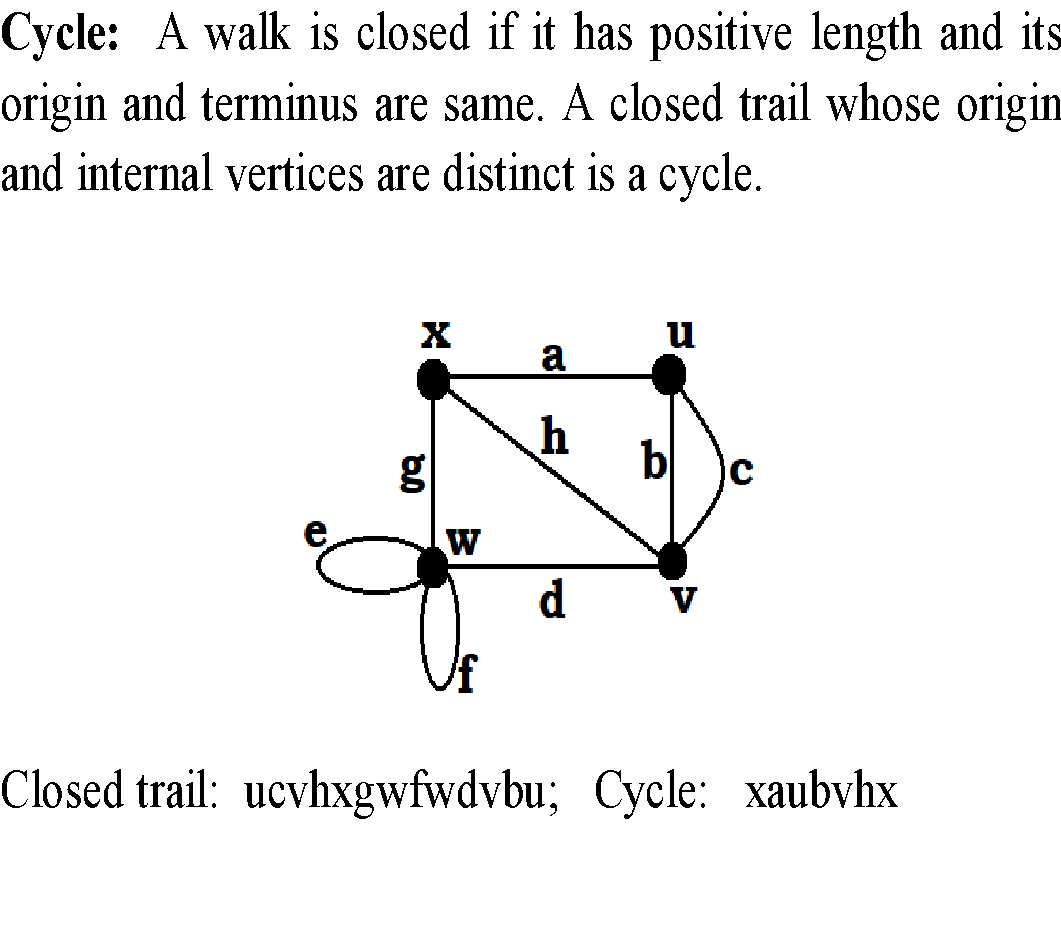 Cycle: A walk is closed if it has positive length and its
origin and terminus are same. A closed trail whose origin
and internal vertices are distinct is a cycle.
x
u
a
h
g
b
c
e
w
d
v
f
Closed trail: ucvhxgwfwdvbu; Cycle: xaubvhx